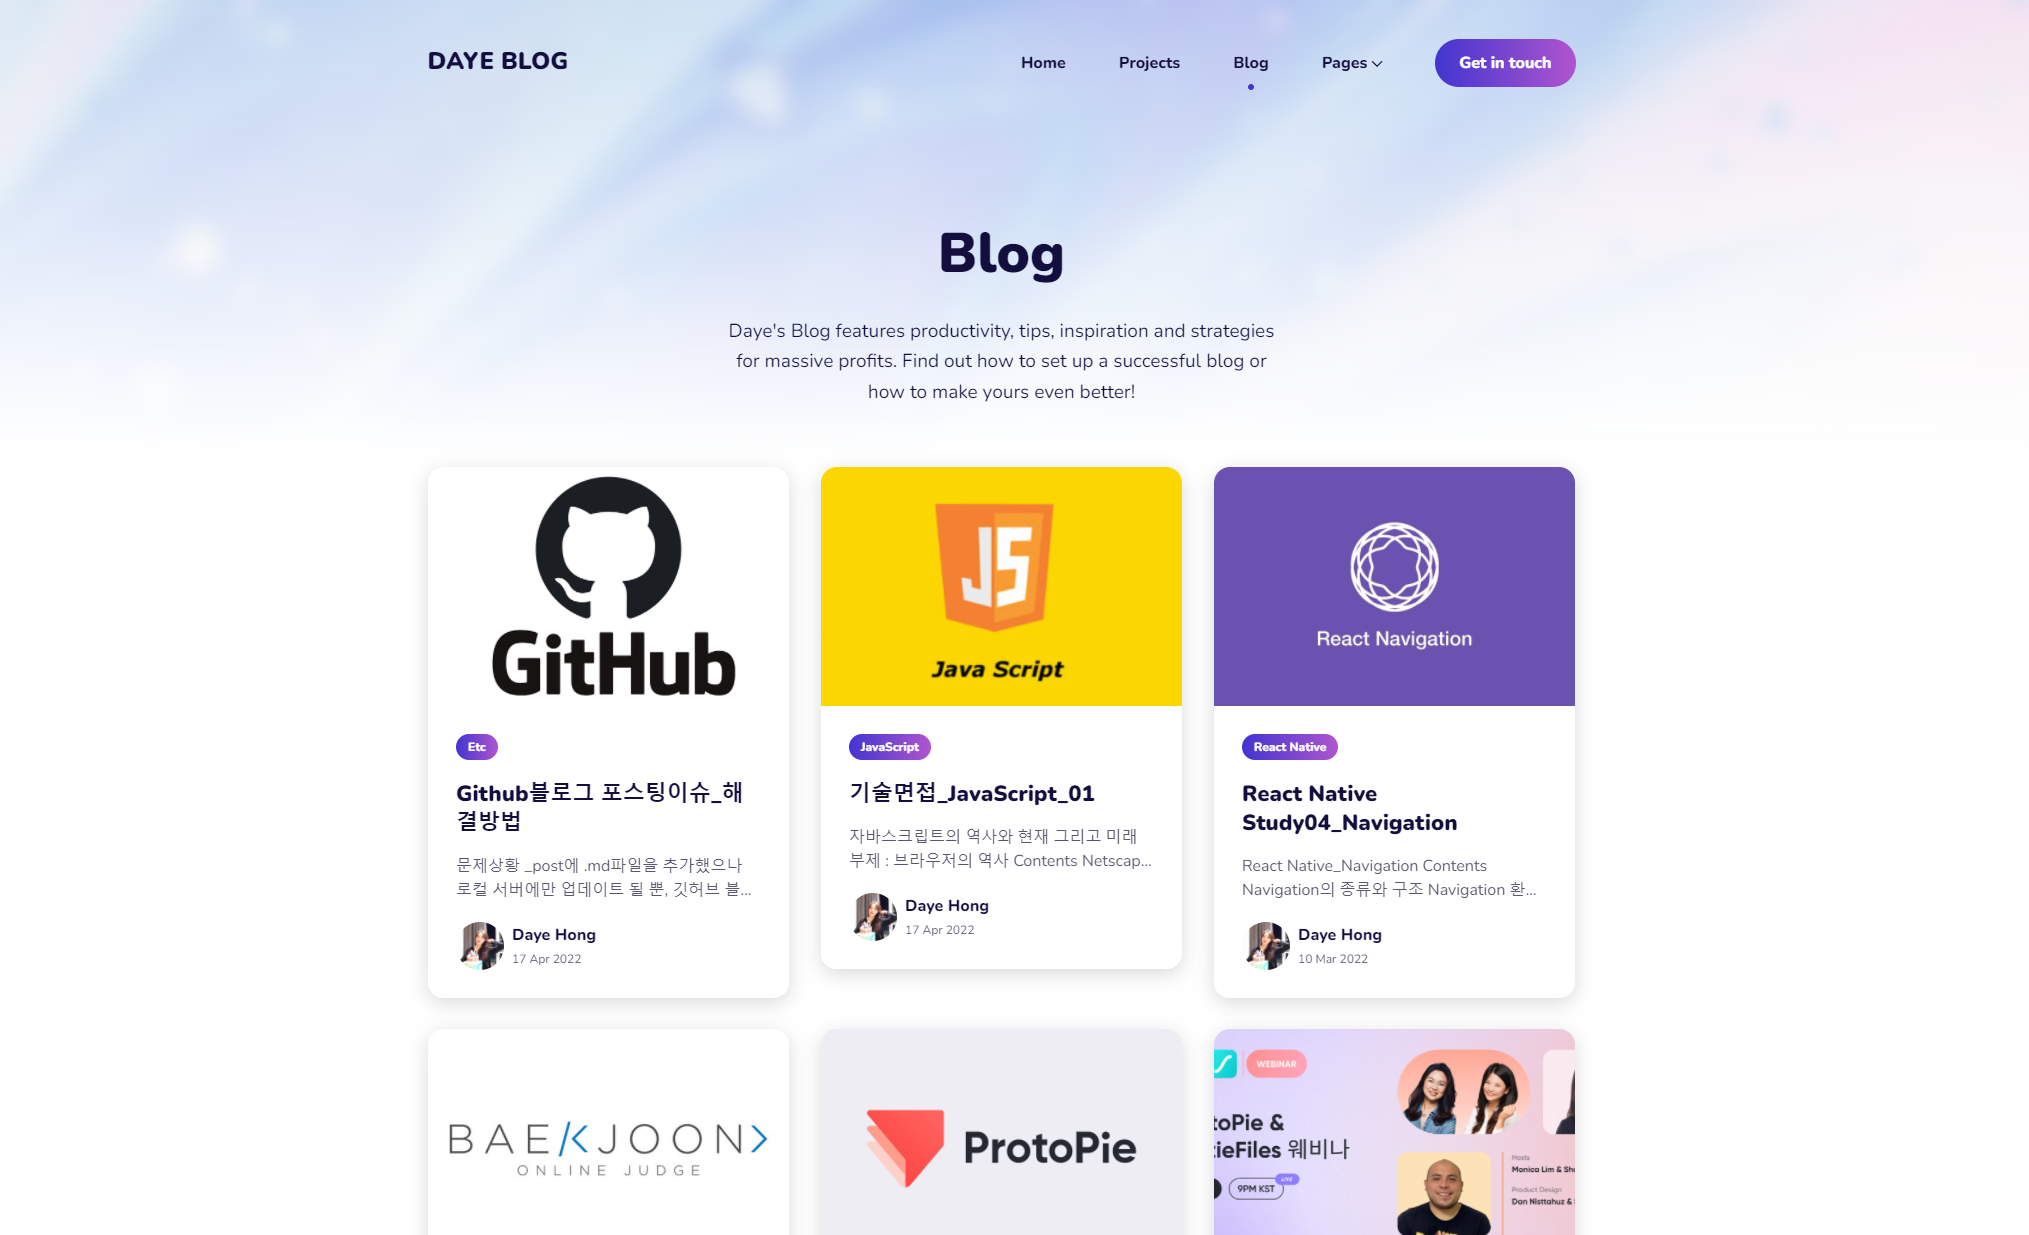 DAYE BLOG
Home
Projects
Blog
Pages
Get in touch
Blog
Daye's Blog features productivity, tips, inspiration and strategies
for massive profits. Find out how to set up a successful blog or
how to make yours even better!
GitHub
Etc
Github블로그 포스팅이슈_해
결방법
문제상황 _post에 .md파일을 추가했으나
로컬 서버에만 업데이트 될 뿐, 깃허브 블...
Daye Hong
17 Apr 2022
JS
Java Script
JavaScript
기술면접_JavaScript_01
자바스크립트의 역사와 현재 그리고 미래
부제 : 브라우저의 역사 Contents Netscap...
Daye Hong
17 Apr 2022
React Navigation
React Native
React Native
Study04_Navigation
React Native_Navigation Contents
Navigation의 종류와 구조 Navigation 환...
Daye Hong
10 Mar 2022
BAEKJOON>
ONLINE JUDGE
ProtoPie
WEBINAR
toPie &
tieFiles 웨비나
9PM KST
LIVE
Hosts
Monica Lim & Sh
Product Design
Dan Nisttahuz &